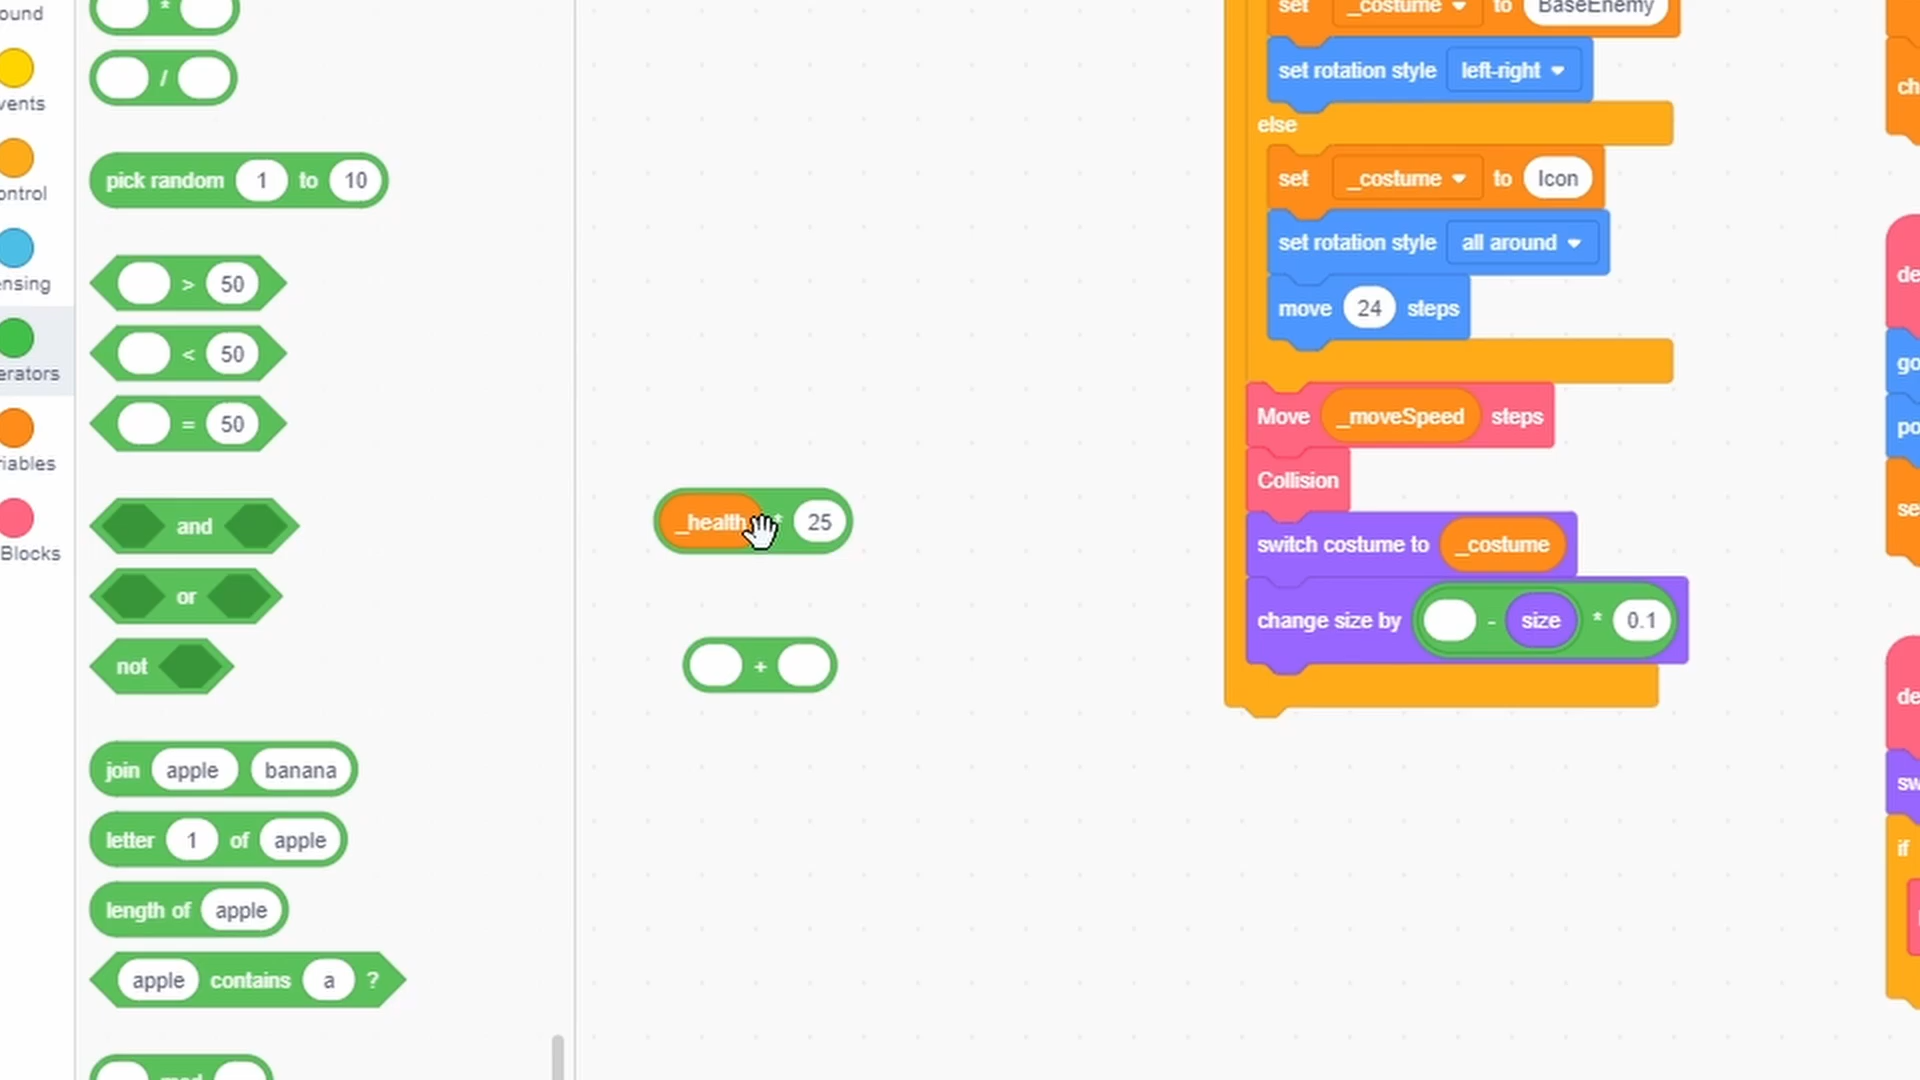 ound
*
/
vents
pick random 1 to 10
ontrol
> 50
ensing
< 50
erators
= 50
riables
and
Blocks
or
not
join apple banana
letter 1 of apple
length of apple
apple contains a ?
_health * 25
+
set _costume to BaseEnemy
set rotation style left-right
else
set _costume to Icon
set rotation style all around
move 24 steps
Move _moveSpeed steps
Collision
switch costume to _costume
change size by - size * 0.1
ch
de
go
po
se
de
sw
if